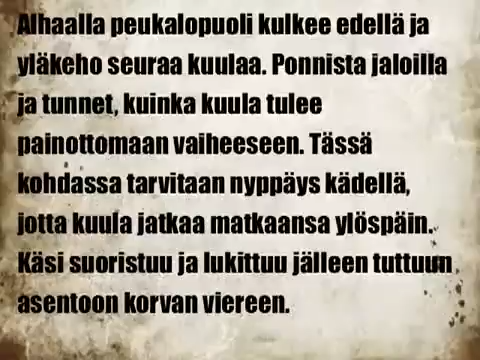 Alhaalla peukalopuoli kulkee edellä ja
yläkeho seuraa kuulaa. Ponnista jaloilla
ja tunnet, kuinka kuula tulee
painottomaan vaiheeseen. Tässä
kohdassa tarvitaan nyppäys kädellä,
jotta kuula jatkaa matkaansa ylöspäin.
Käsi suoristuu ja lukittuu jälleen tuttuun
asentoon korvan viereen.